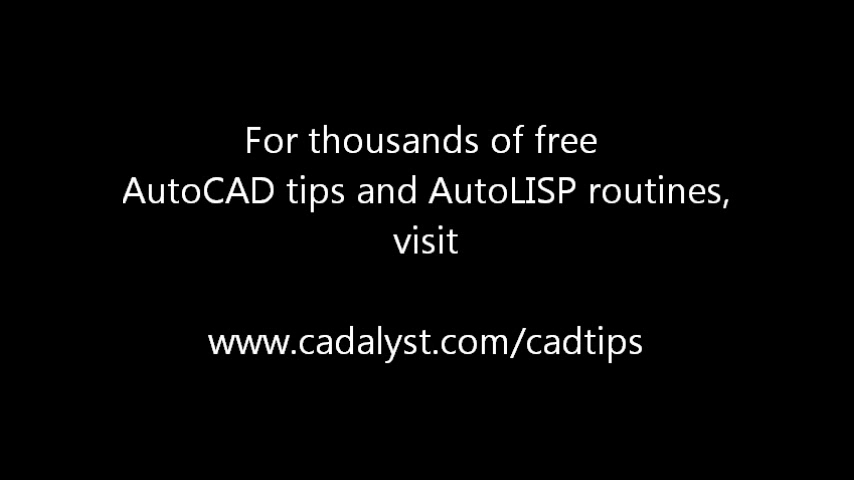 For thousands of free
AutoCAD tips and AutoLISP routines,
visit
www.cadalyst.com/cadtips